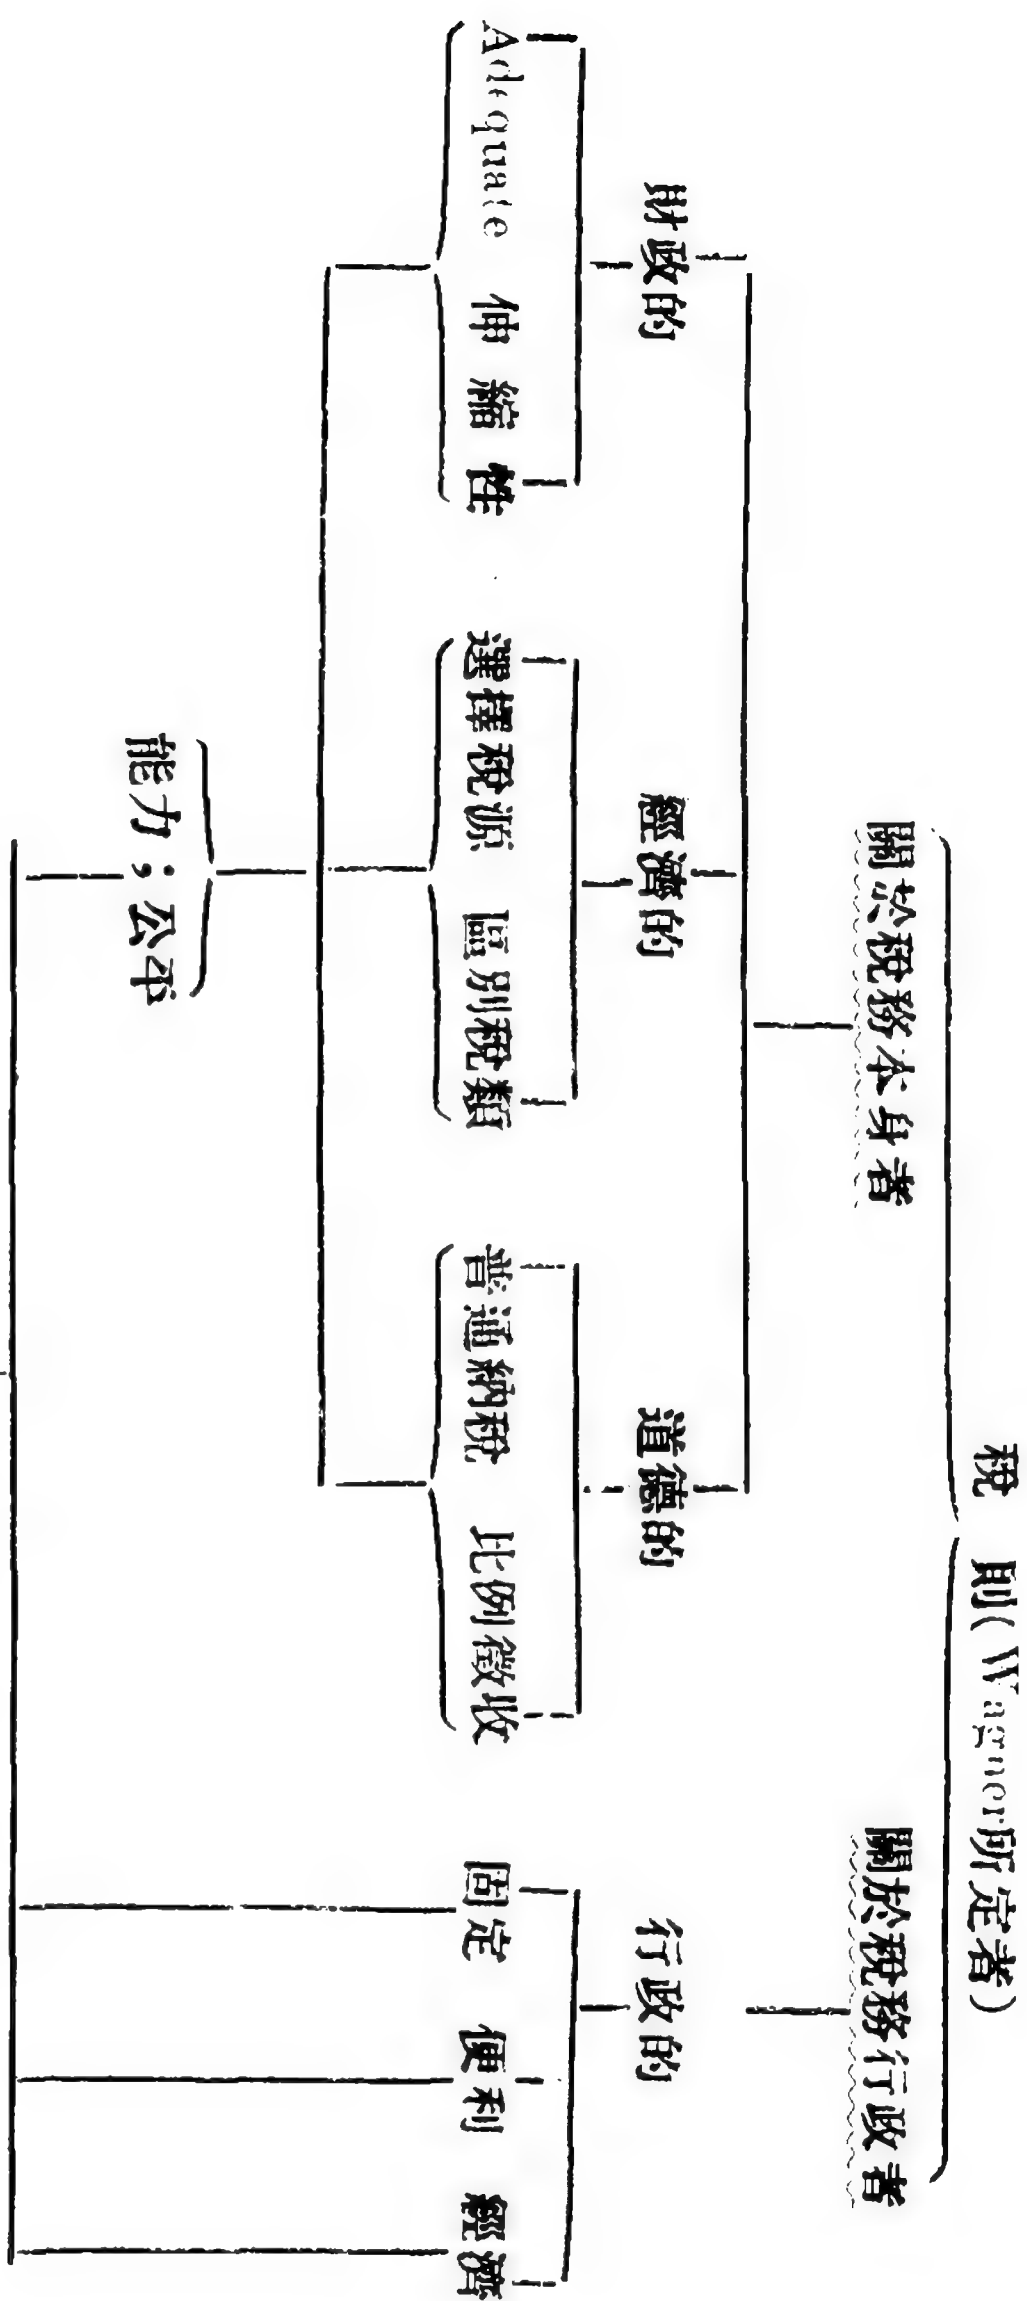 稅 則(Wagner所定者)
關於稅務本身者
關於稅務行政者
財政的
經濟的
道德的
行政的
Adequate
伸縮性
選擇稅源
區別稅類
普通納稅
比例徵收
固定
便利
經濟
能力；公平